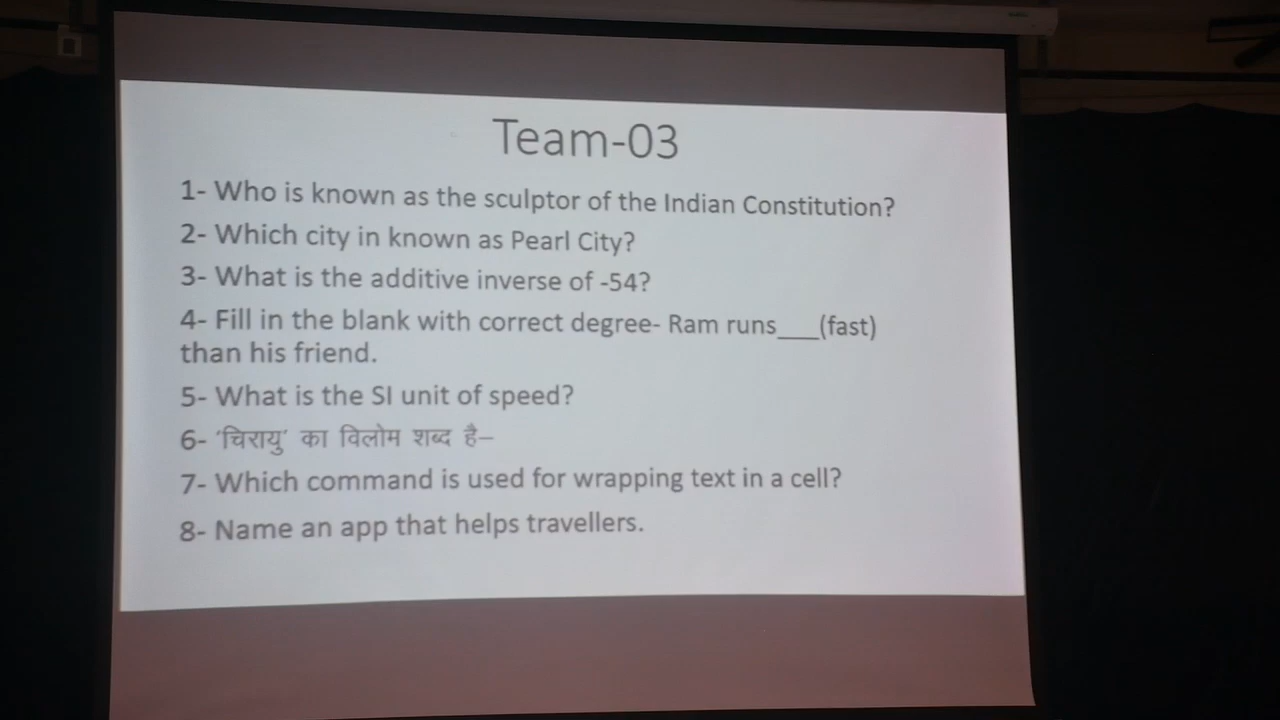 Team-03
1- Who is known as the sculptor of the Indian Constitution?
2- Which city in known as Pearl City?
3- What is the additive inverse of -54?
4- Fill in the blank with correct degree- Ram runs___(fast)
than his friend.
5- What is the SI unit of speed?
6- ‘चिरायु’ का विलोम शब्द है–
7- Which command is used for wrapping text in a cell?
8- Name an app that helps travellers.